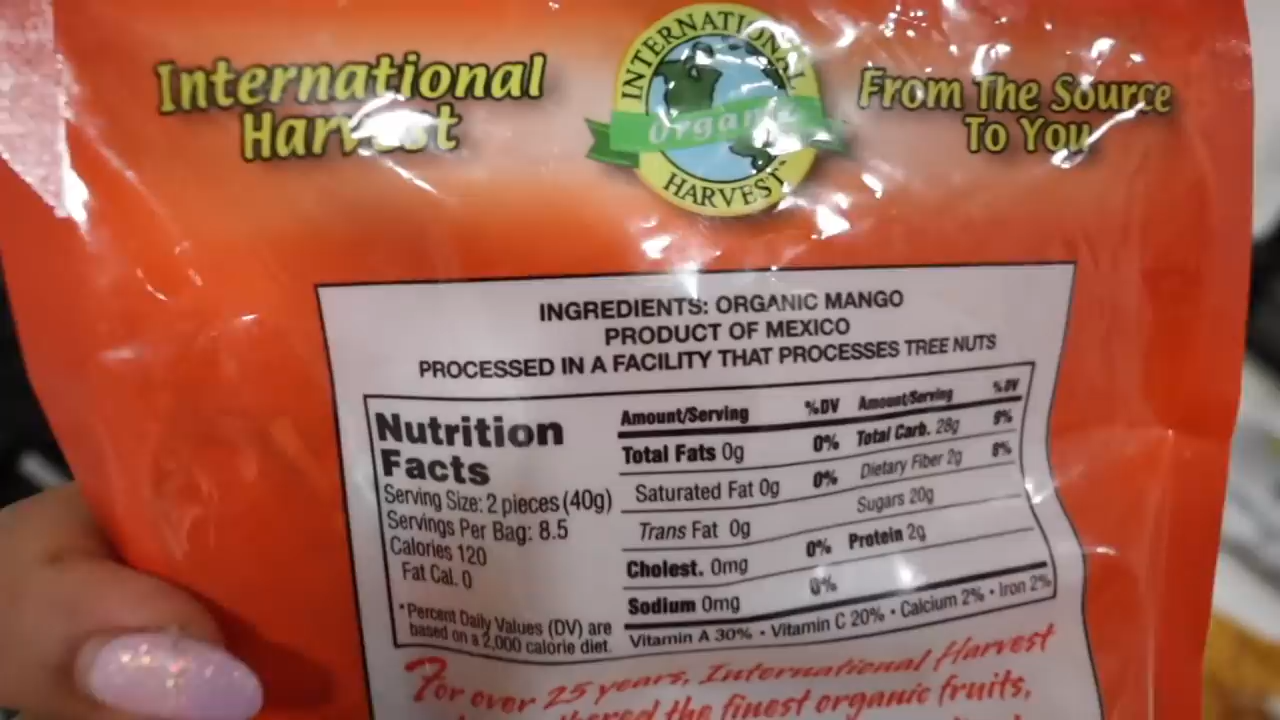 International
Harvest
INTERNATIONAL
Organic
HARVEST
From The Source
To You
INGREDIENTS: ORGANIC MANGO
PRODUCT OF MEXICO
PROCESSED IN A FACILITY THAT PROCESSES TREE NUTS
Nutrition
Facts
Serving Size: 2 pieces (40g)
Servings Per Bag: 8.5
Calories 120
Fat Cal. 0
*Percent Daily Values (DV) are
based on a 2,000 calorie diet.
Amount/Serving %DV Amount/Serving %DV
Total Fats 0g 0% Total Carb. 28g 9%
Saturated Fat 0g 0% Dietary Fiber 2g 8%
Trans Fat 0g Sugars 20g
Cholest. 0mg 0% Protein 2g
Sodium 0mg 0%
Vitamin A 30% • Vitamin C 20% • Calcium 2% • Iron 2%
For over 25 years, International Harvest
the finest organic fruits,